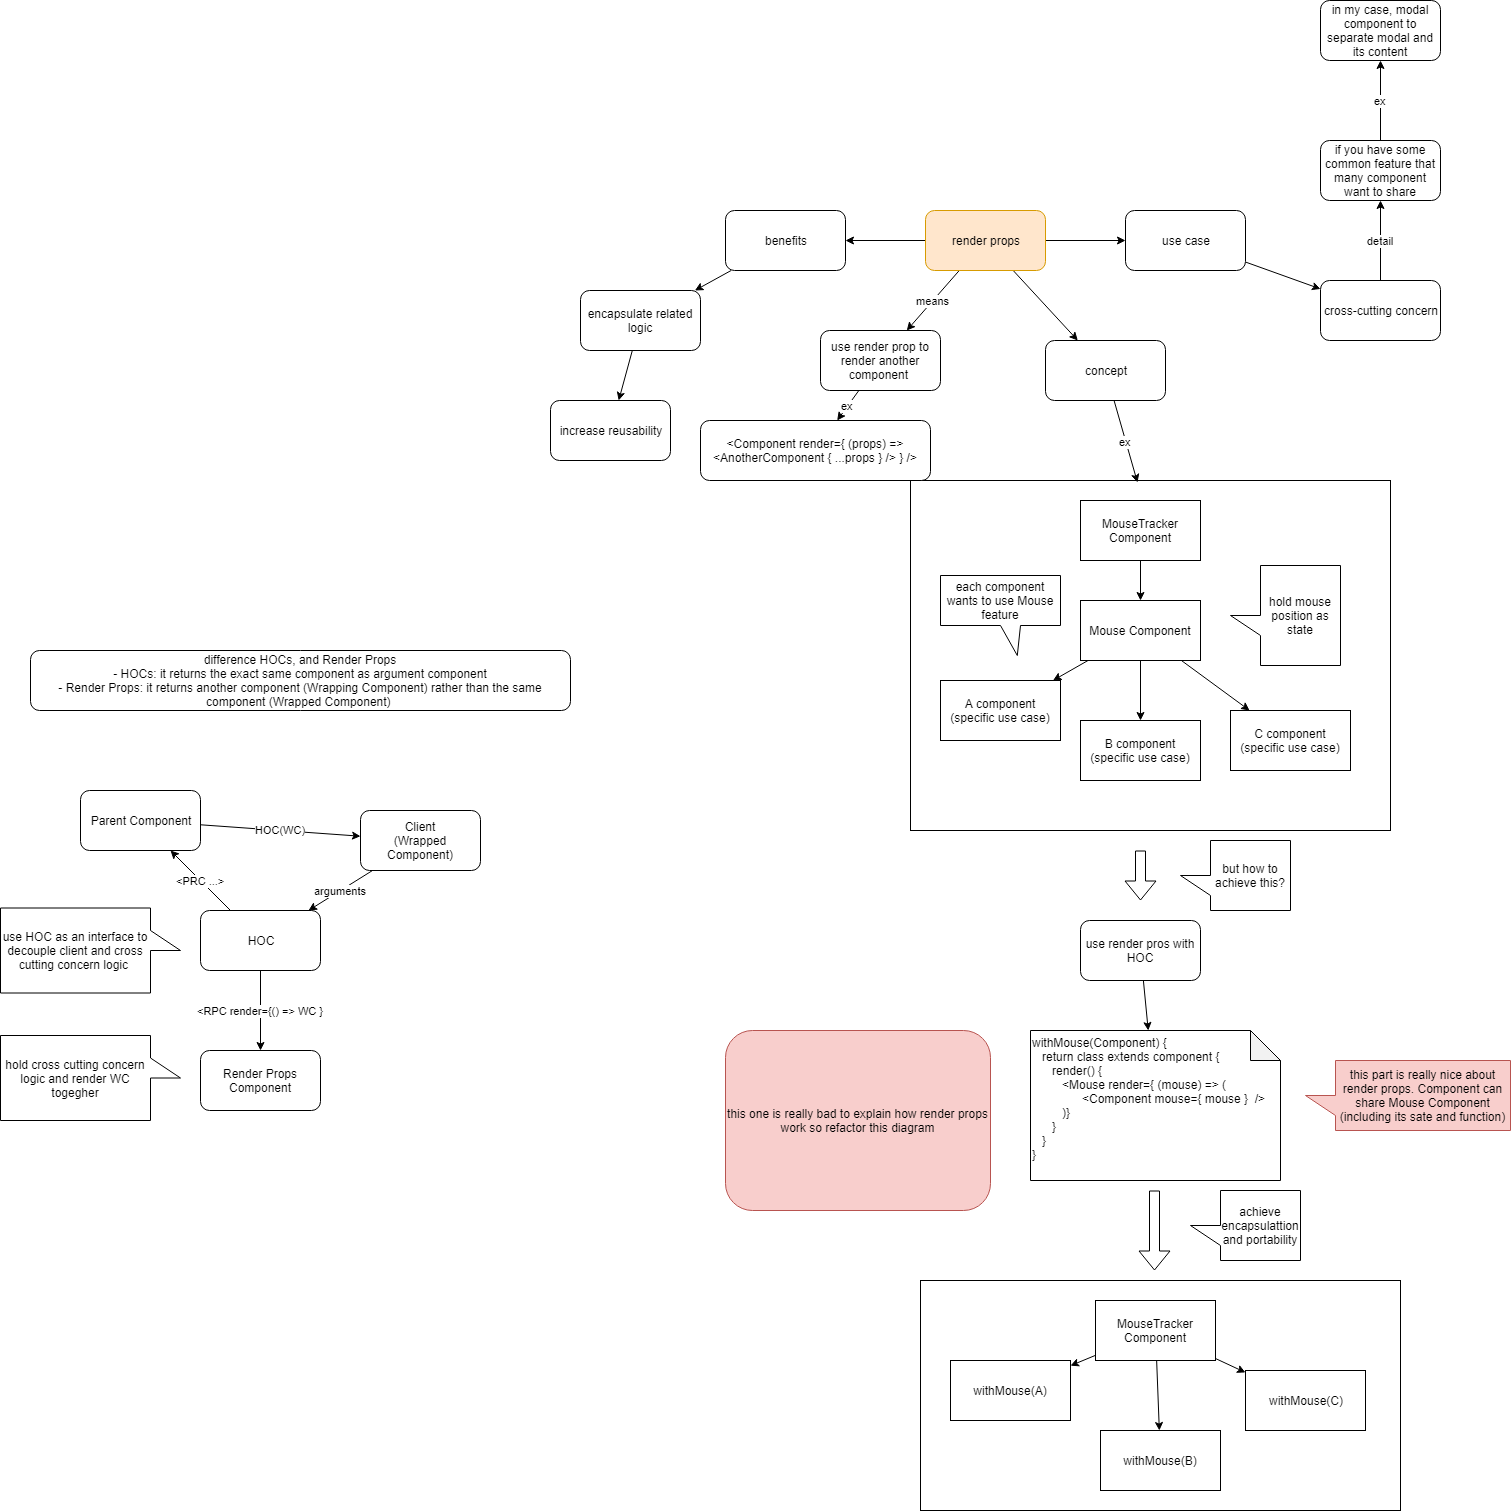 in my case, modal
component to
separate modal and
its content
ex
if you have some
common feature that
many component
want to share
detail
cross-cutting concern
benefits
render props
use case
encapsulate related
logic
increase reusability
means
use render prop to
render another
component
ex
<Component render={ (props) =>
<AnotherComponent { ...props } /> } />
concept
ex
MouseTracker
Component
each component
wants to use Mouse
feature
Mouse Component
hold mouse
position as
state
A component
(specific use case)
B component
(specific use case)
C component
(specific use case)
difference HOCs, and Render Props
- HOCs: it returns the exact same component as argument component
- Render Props: it returns another component (Wrapping Component) rather than the same
component (Wrapped Component)
Parent Component
HOC(WC)
Client
(Wrapped
Component)
<PRC ...>
arguments
use HOC as an interface to
decouple client and cross
cutting concern logic
HOC
<RPC render={() => WC }
hold cross cutting concern
logic and render WC
togegher
Render Props
Component
but how to
achieve this?
use render pros with
HOC
this one is really bad to explain how render props
work so refactor this diagram
withMouse(Component) {
return class extends component {
render() {
<Mouse render={ (mouse) => (
<Component mouse={ mouse } />
)}
}
}
}
this part is really nice about
render props. Component can
share Mouse Component
(including its sate and function)
achieve
encapsulattion
and portability
MouseTracker
Component
withMouse(A)
withMouse(B)
withMouse(C)